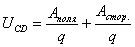 U_CD = A_поля/q + A_стор./q